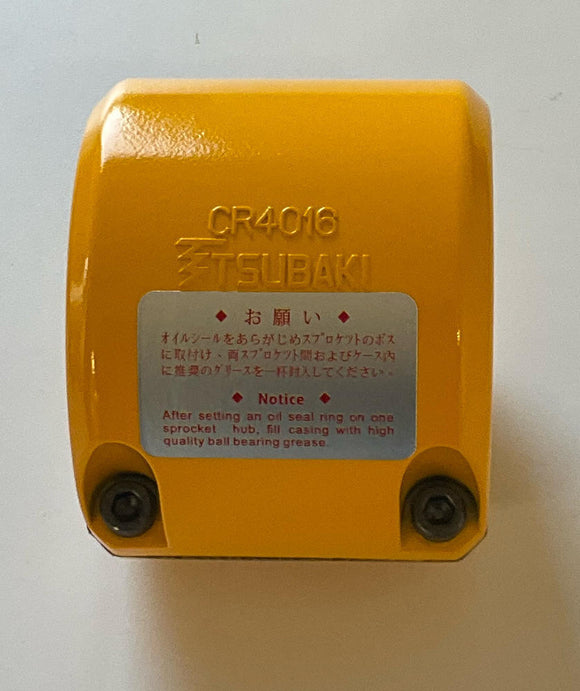 CR4016
TSUBAKI
◆ お願い ◆
オイルシールをあらがじめスプロケットのボス
に取付け、両スプロケット間およびケース内
に推奨のグリースを一杯封入してください。
◆ Notice ◆
After setting an oil seal ring on one
sprocket hub, fill casing with high
quality ball bearing grease.